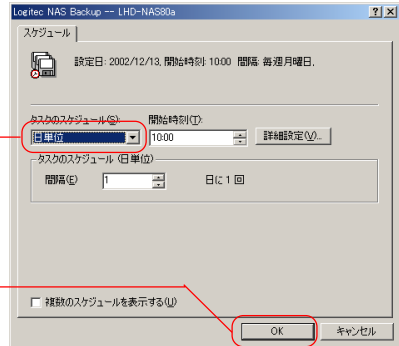 Logitec NAS Backup -- LHD-NAS80a
スケジュール
設定日: 2002/12/13, 開始時刻: 10:00 間隔: 毎週月曜日,
タスクのスケジュール(S): 開始時刻(T):
日単位 10:00 詳細設定(V)...
タスクのスケジュール (日単位)
間隔(E) 1 日に 1 回
複数のスケジュールを表示する(U)
OK キャンセル